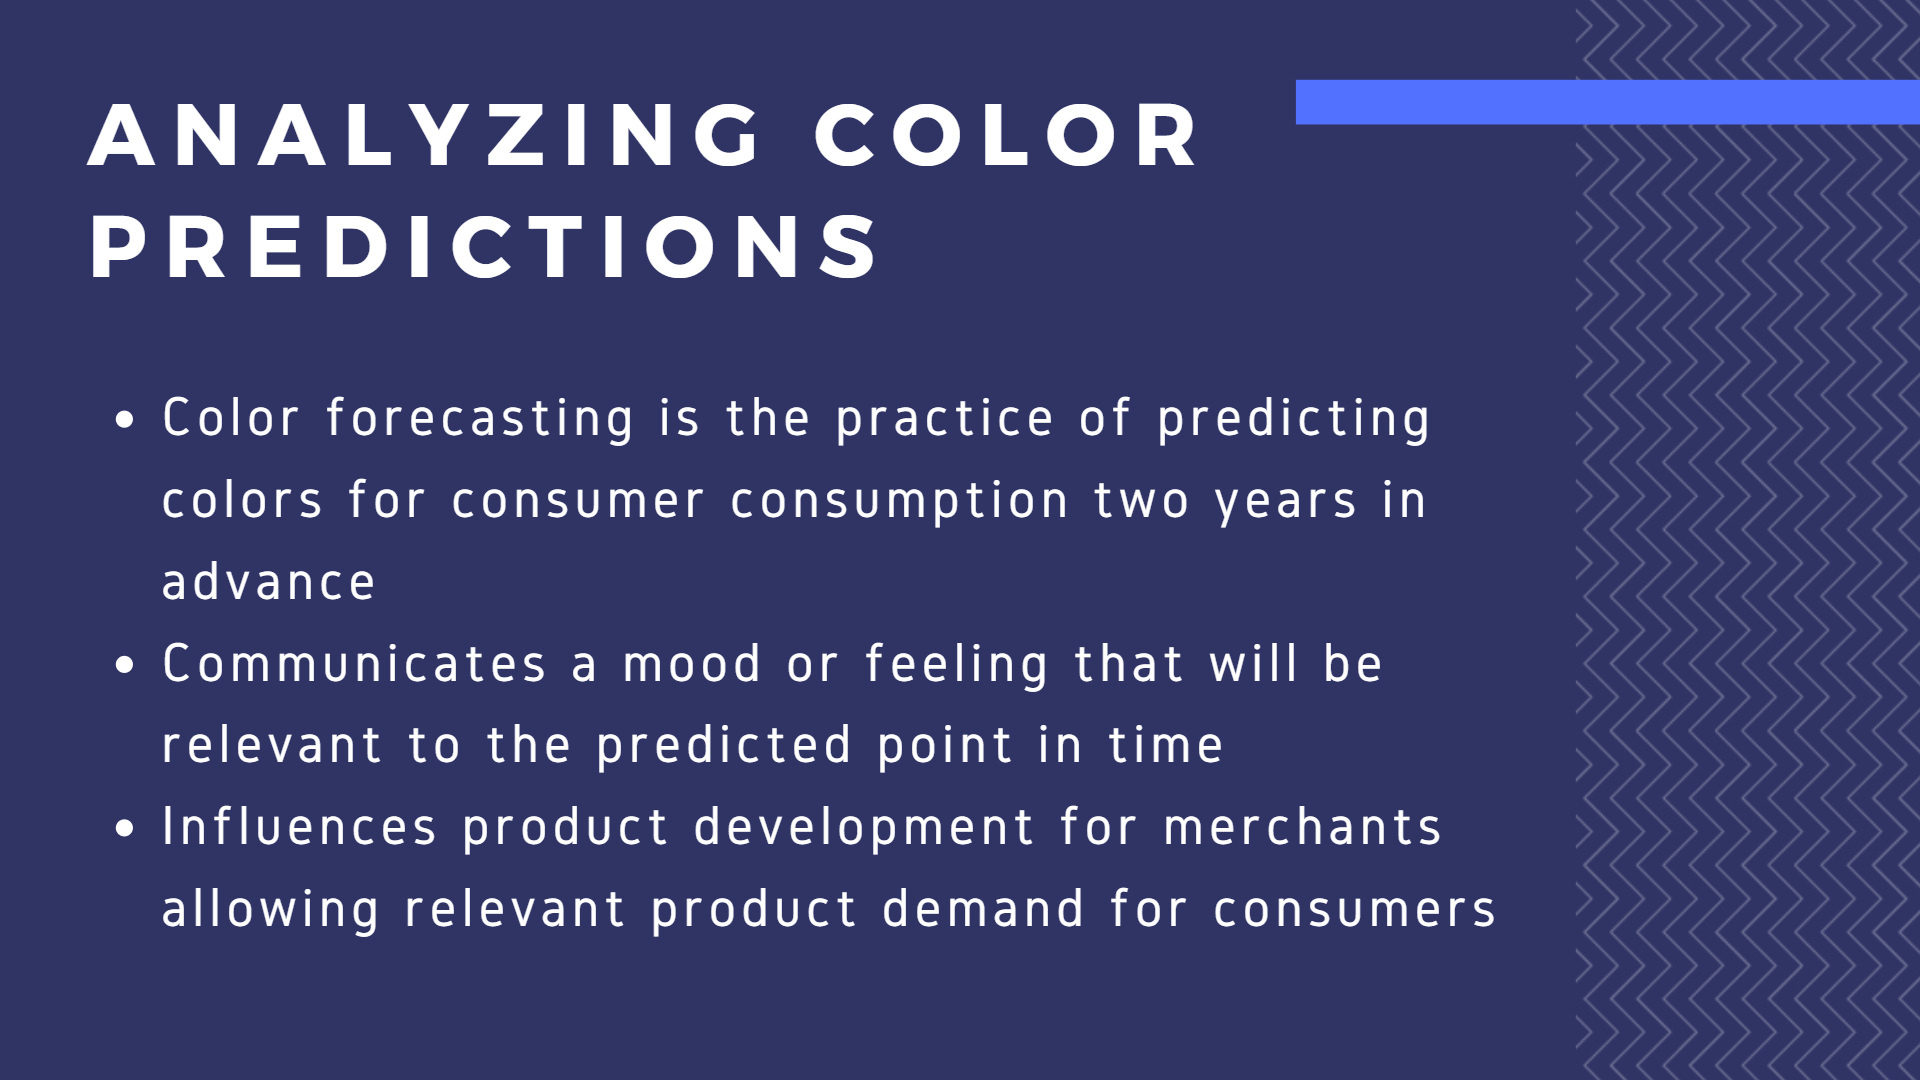 ANALYZING COLOR
PREDICTIONS
• Color forecasting is the practice of predicting
colors for consumer consumption two years in
advance
• Communicates a mood or feeling that will be
relevant to the predicted point in time
• Influences product development for merchants
allowing relevant product demand for consumers